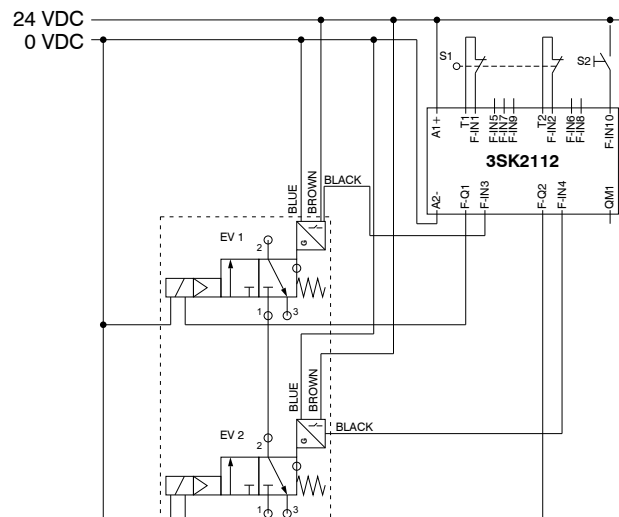 24 VDC
0 VDC
S1
S2
A1+
T1
F-IN1
F-IN5
F-IN7
F-IN9
T2
F-IN2
F-IN6
F-IN8
F-IN10
3SK2112
A2-
F-Q1
F-IN3
F-Q2
F-IN4
QM1
BLUE
BROWN
BLACK
EV 1
2
G
1
3
BLUE
BROWN
BLACK
EV 2
2
G
1
3